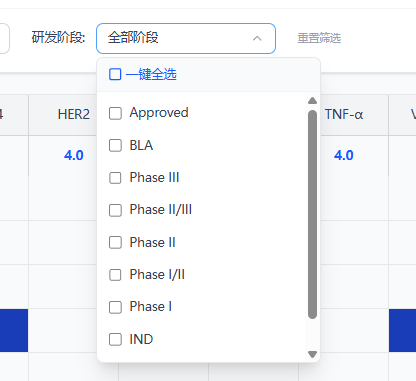 研发阶段: 全部阶段 重置筛选
一键全选
4 HER2 TNF-α V
4.0 4.0
Approved
BLA
Phase III
Phase II/III
Phase II
Phase I/II
Phase I
IND